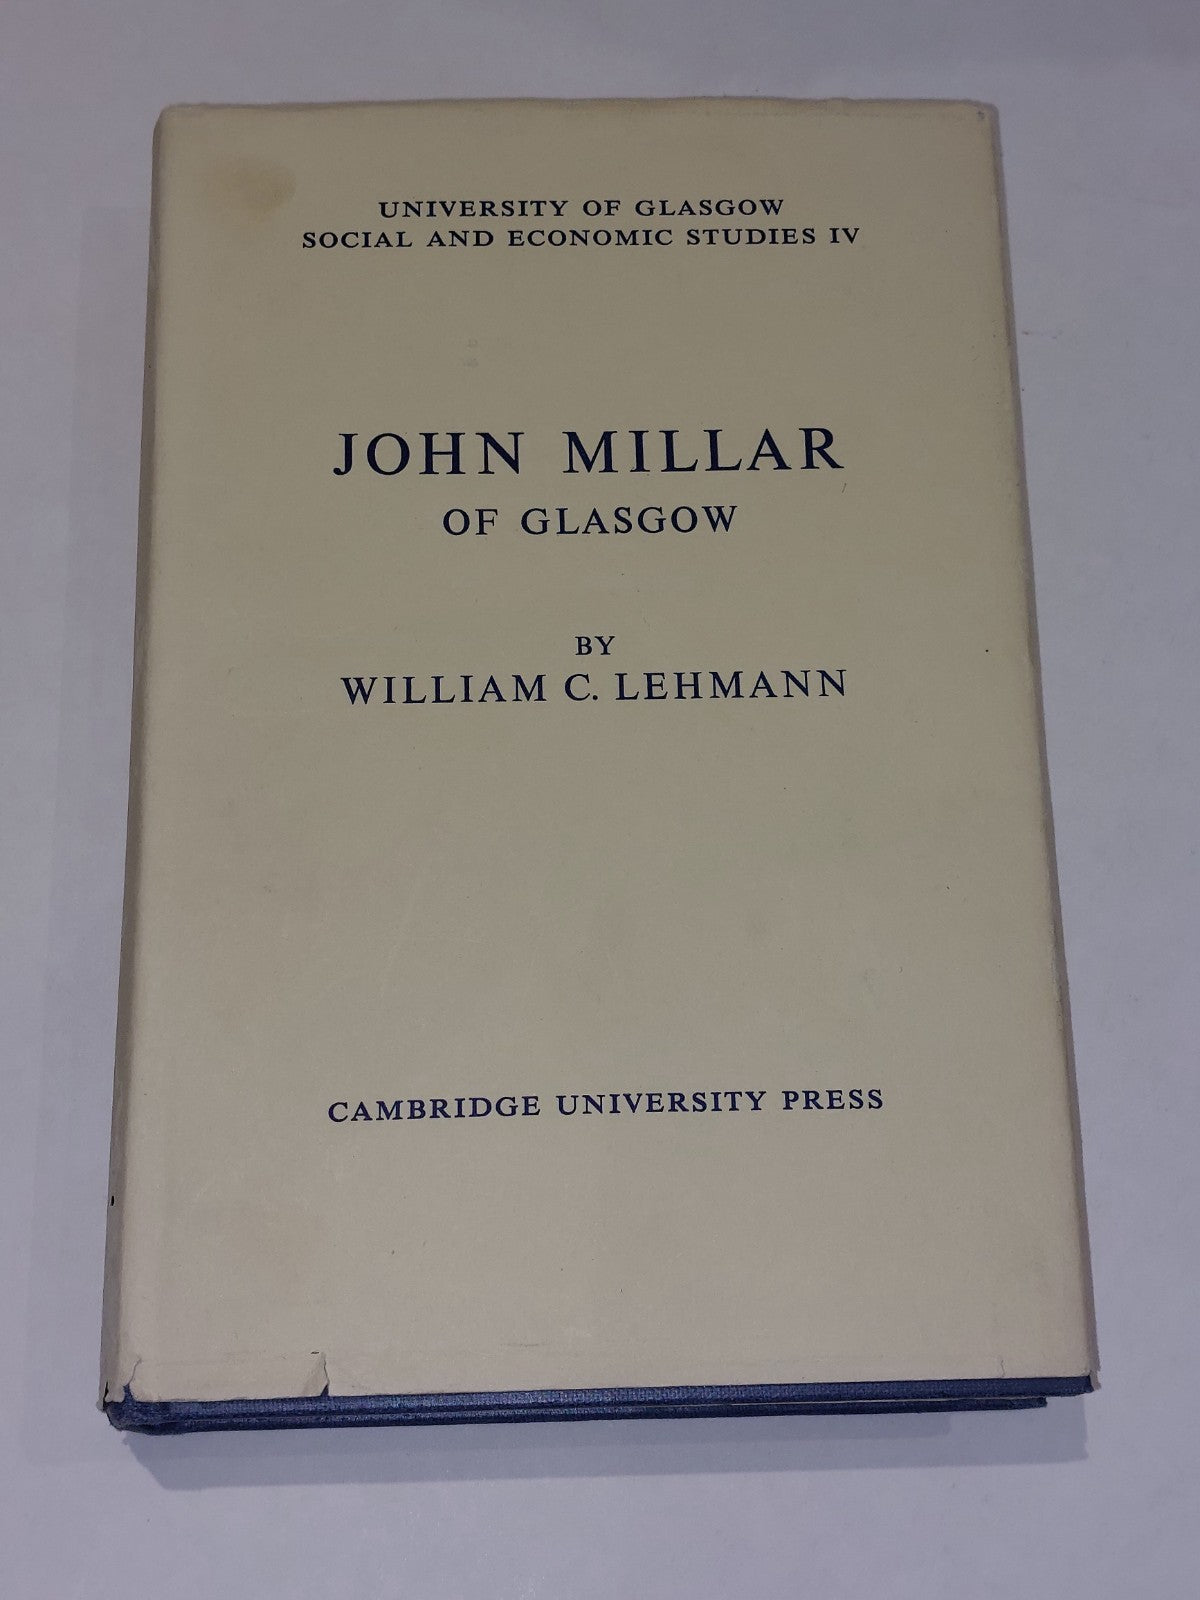 UNIVERSITY OF GLASGOW
SOCIAL AND ECONOMIC STUDIES IV
JOHN MILLAR
OF GLASGOW
BY
WILLIAM C. LEHMANN
CAMBRIDGE UNIVERSITY PRESS